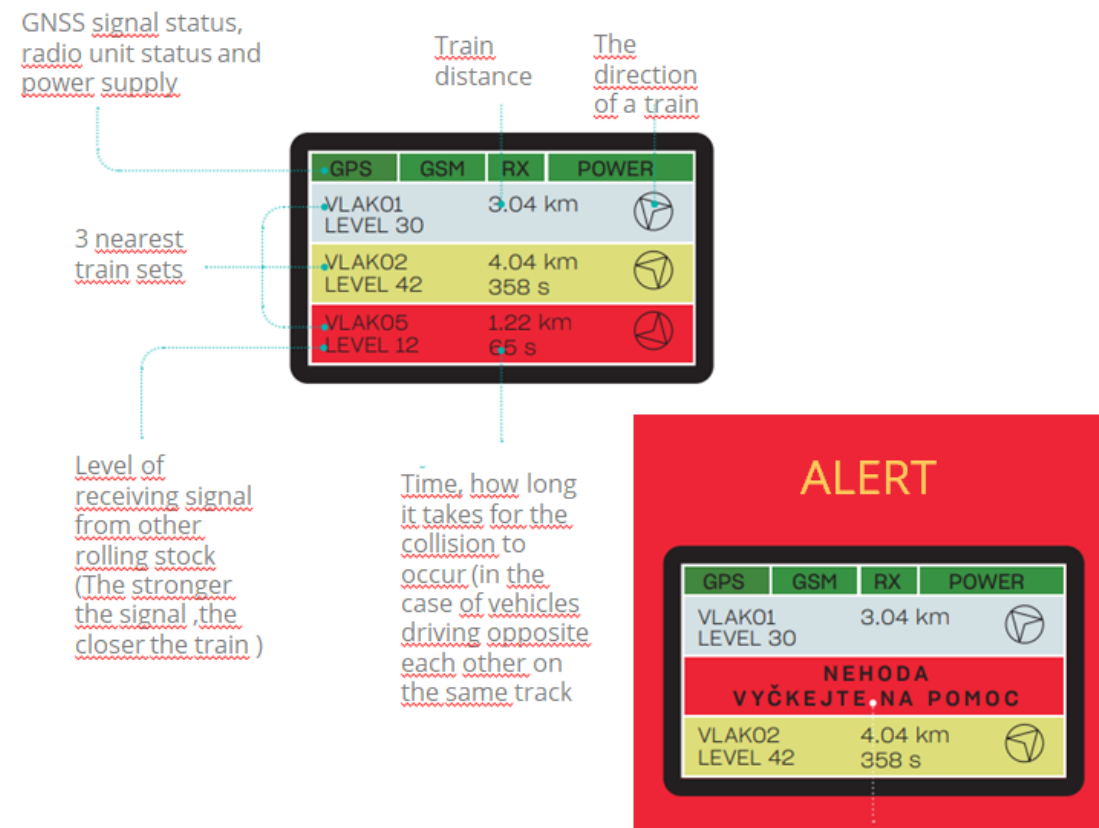 GNSS signal status,
radio unit status and
power supply
Train
distance
The
direction
of a train
GPS GSM RX POWER
VLAK01 3.04 km
LEVEL 30
VLAK02 4.04 km
LEVEL 42 358 s
VLAK05 1.22 km
LEVEL 12 65 s
3 nearest
train sets
Level of
receiving signal
from other
rolling stock
(The stronger
the signal ,the
closer the train )
Time, how long
it takes for the
collision to
occur (in the
case of vehicles
driving opposite
each other on
the same track
ALERT
GPS GSM RX POWER
VLAK01 3.04 km
LEVEL 30
NEHODA
VYČKEJTE NA POMOC
VLAK02 4.04 km
LEVEL 42 358 s